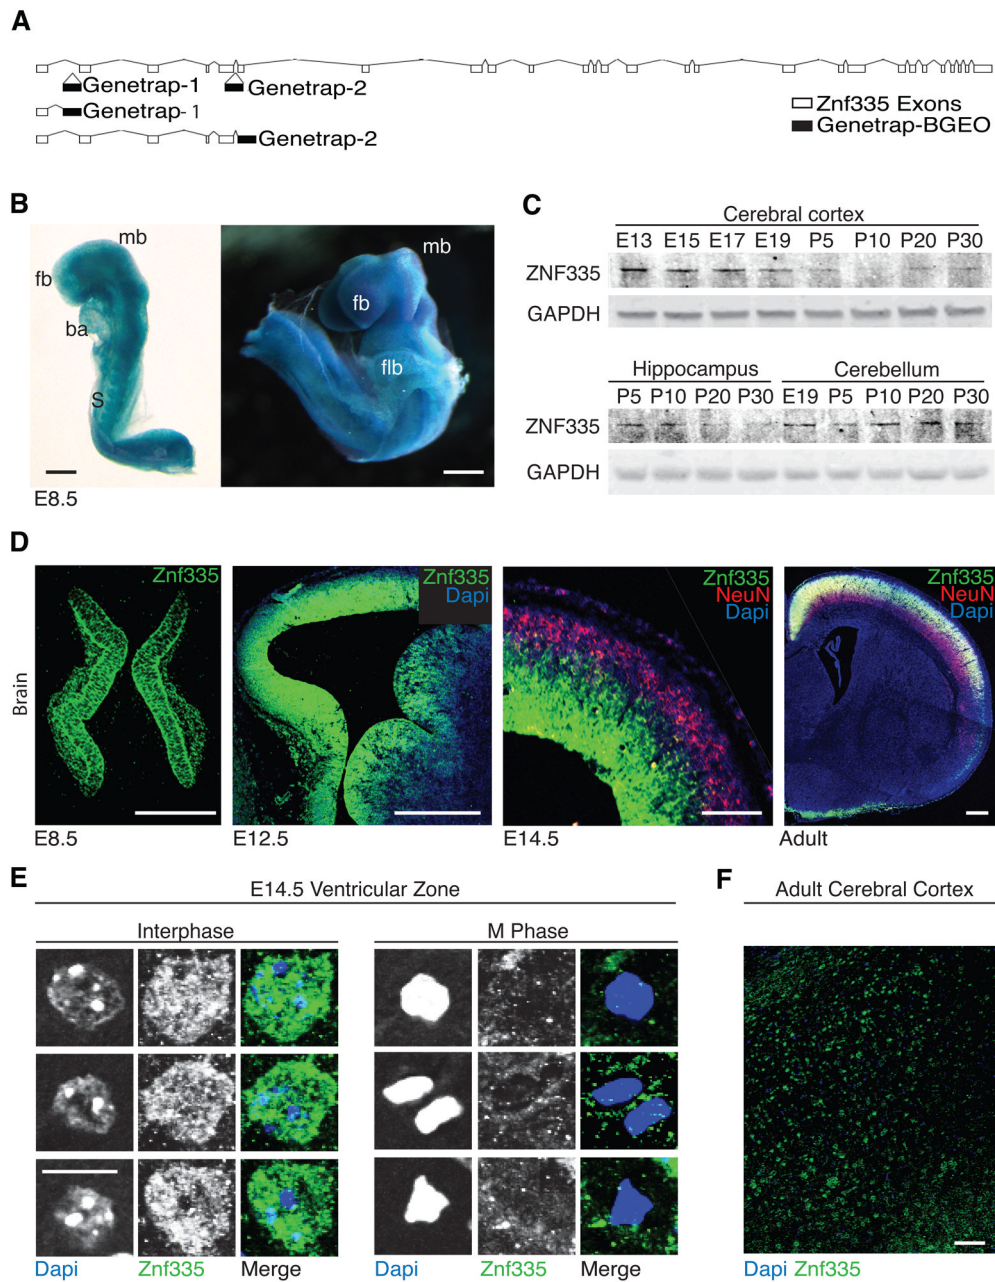 A
Genetrap-1
Genetrap-2
Genetrap- 1
Genetrap-2
Znf335 Exons
Genetrap-BGEO
B
mb
fb
ba
S
E8.5
mb
fb
flb
C
Cerebral cortex
E13 E15 E17 E19 P5 P10 P20 P30
ZNF335
GAPDH
Hippocampus Cerebellum
P5 P10 P20 P30 E19 P5 P10 P20 P30
ZNF335
GAPDH
D
Brain
Znf335
E8.5
Znf335
Dapi
E12.5
Znf335
NeuN
Dapi
E14.5
Znf335
NeuN
Dapi
Adult
E
E14.5 Ventricular Zone
Interphase M Phase
Dapi Znf335 Merge Dapi Znf335 Merge
F
Adult Cerebral Cortex
Dapi Znf335